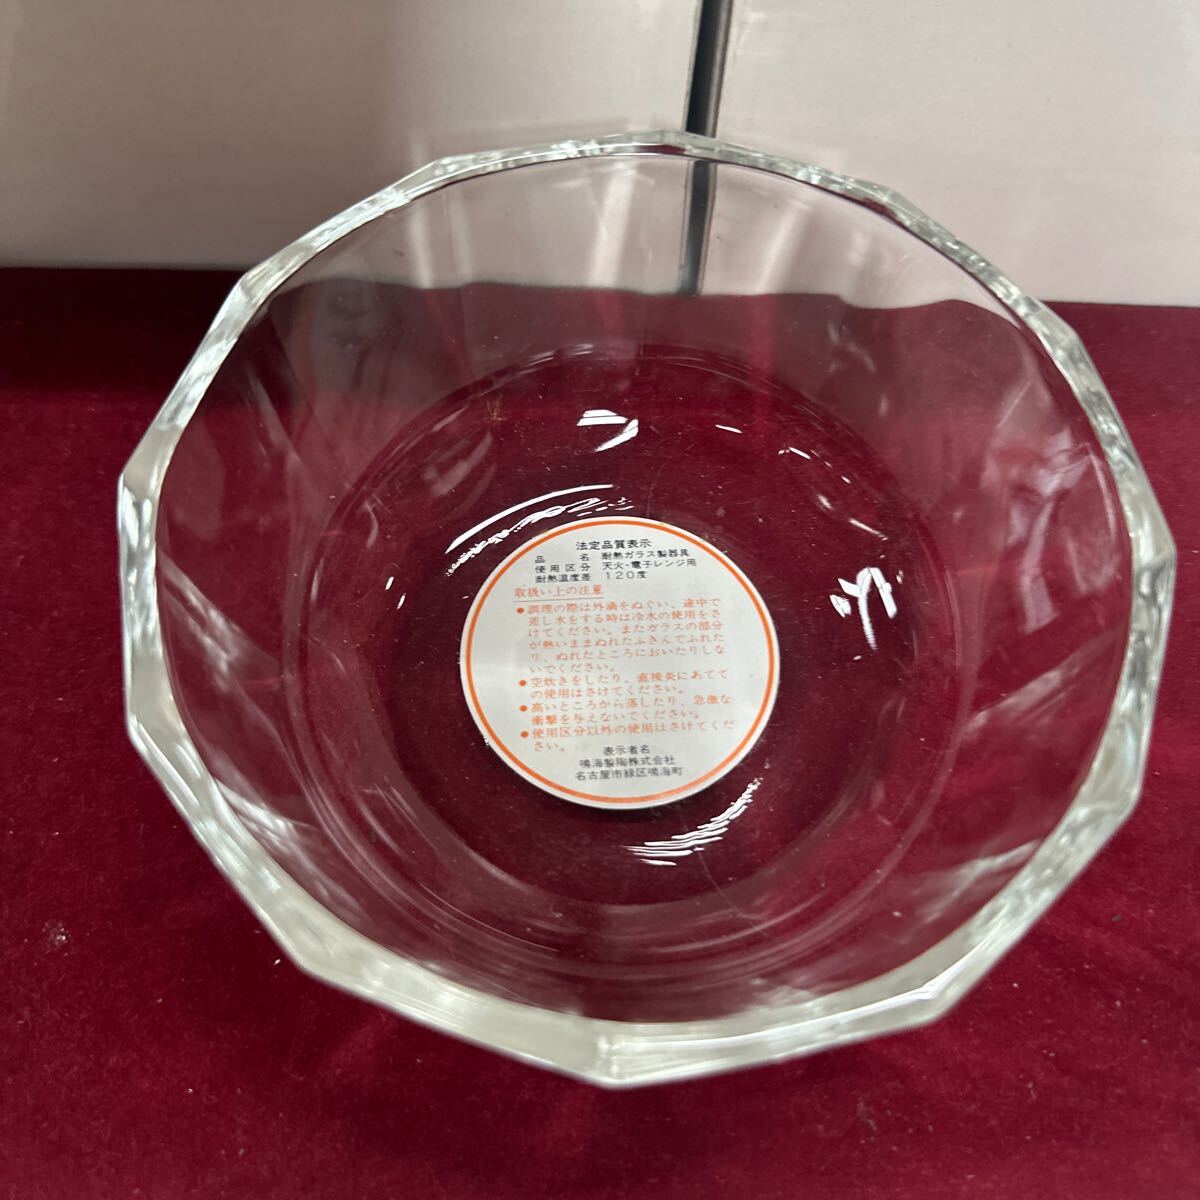 法定品質表示
品名 耐熱ガラス製器具
使用区分 天火・電子レンジ用
耐熱温度差 120度
取扱い上の注意
●調理の際は外滴をぬぐい、途中で
差し水をする時は冷水の使用をさ
けてください。またガラスの部分
が熱いままぬれたふきんでふれた
り、ぬれたところにおいたりしな
いでください。
●空炊きをしたり、直接炎にあてて
の使用はさけてください。
●高いところから落したり、急激な
衝撃を与えないでください。
●使用区分以外の使用はさけてくだ
さい。
表示者名
鳴海製陶株式会社
名古屋市緑区鳴海町